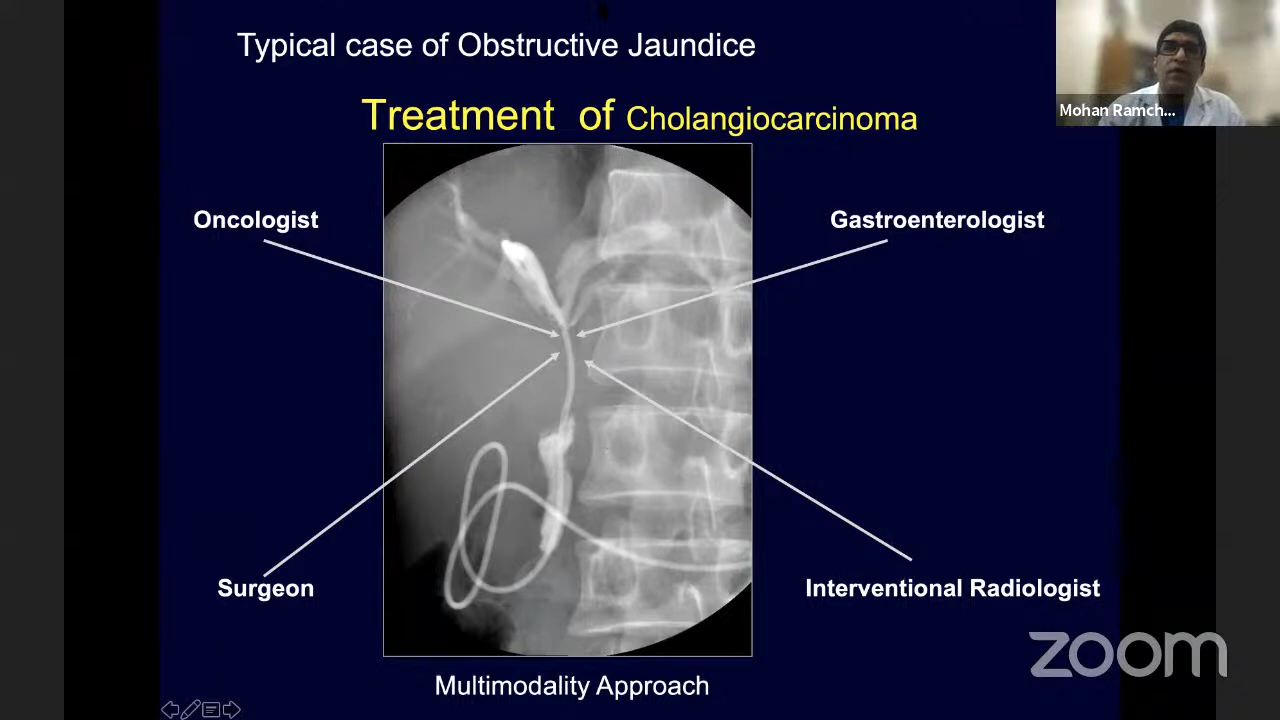 Typical case of Obstructive Jaundice
Treatment of Cholangiocarcinoma
Mohan Ramch...
Oncologist
Gastroenterologist
Surgeon
Interventional Radiologist
Multimodality Approach
zoom